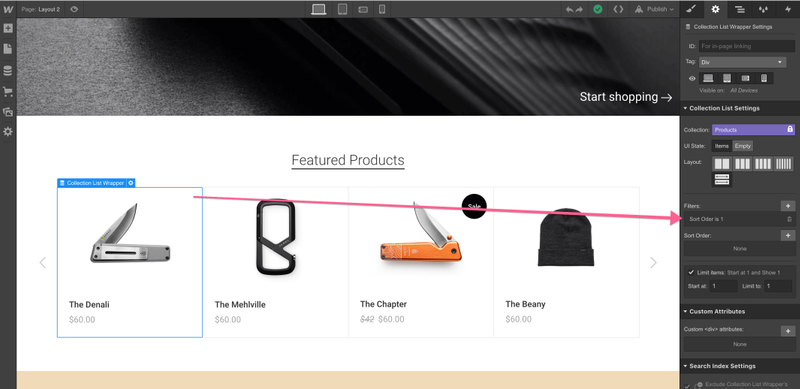 W Page: Layout 2 Publish
Collection List Wrapper Settings
ID: For in-page linking
Tag: Div
Visible on: All Devices
Start shopping →
Collection List Settings
Collection: Products
UI State: Items Empty
Layout:
Featured Products
Collection List Wrapper
Filters:
Sale
Sort Oder is 1
Sort Order:
None
Limit items: Start at 1 and Show 1
Start at: 1 Limit to: 1
The Denali
$60.00
The Mehlville
$60.00
The Chapter
$42 $60.00
The Beany
$60.00
Custom Attributes
Custom <div> attributes:
None
Search Index Settings
Exclude Collection List Wrapper's